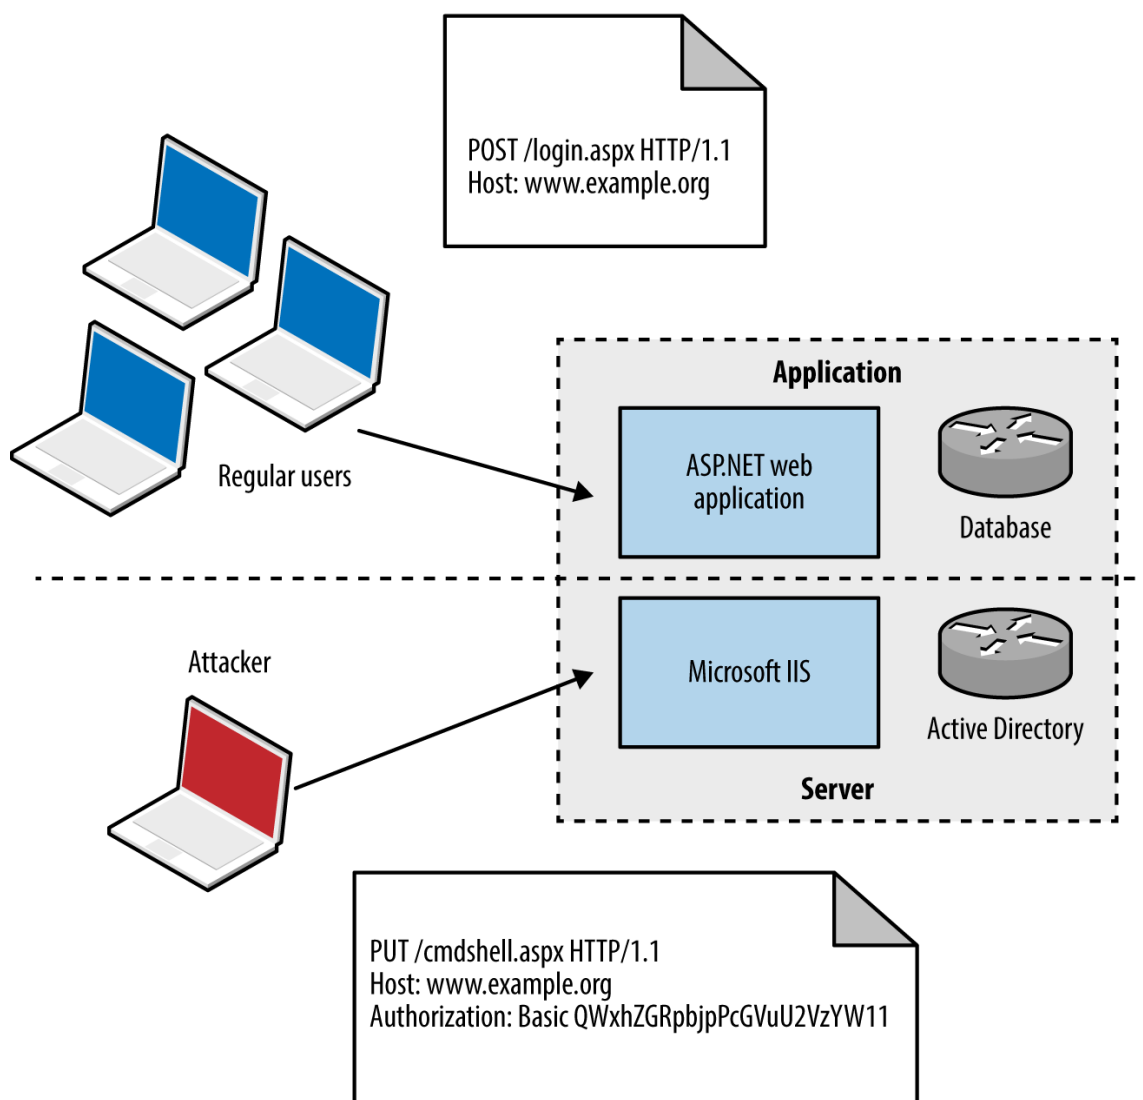 POST /login.aspx HTTP/1.1
Host: www.example.org
Regular users
Application
ASP.NET web
application
Database
Attacker
Microsoft IIS
Active Directory
Server
PUT /cmdshell.aspx HTTP/1.1
Host: www.example.org
Authorization: Basic QWxhZGRpbjpPcGVuU2VzYW11